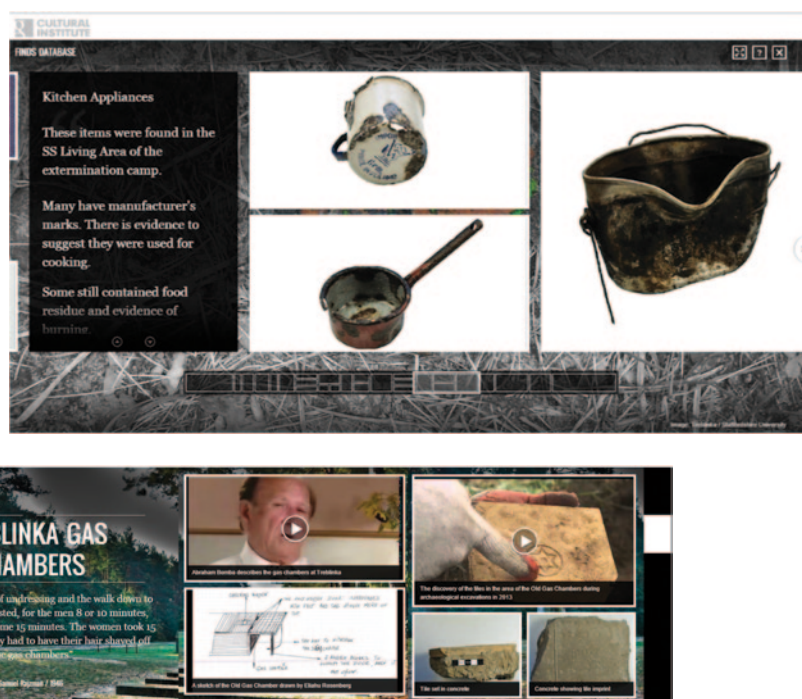 CULTURAL
INSTITUTE
FINDS DATABASE
Kitchen Appliances
These items were found in the
SS Living Area of the
extermination camp.
Many have manufacturer's
marks. There is evidence to
suggest they were used for
cooking.
Some still contained food
residue and evidence of
burning.
Image: / Staffordshire University
LINKA GAS
AMBERS
of undressing and the walk down to
sted, for the men 8 or 10 minutes,
me 15 minutes. The women took 15
y had to have their hair shaved off
e gas chambers"
Samuel Rajzman / 1946
Abraham Bomba describes the gas chambers at Treblinka
The discovery of the tiles in the area of the Old Gas Chambers during
archaeological excavations in 2013
A sketch of the Old Gas Chamber drawn by Eliahu Rosenberg
Tile set in concrete
Concrete showing tile imprint